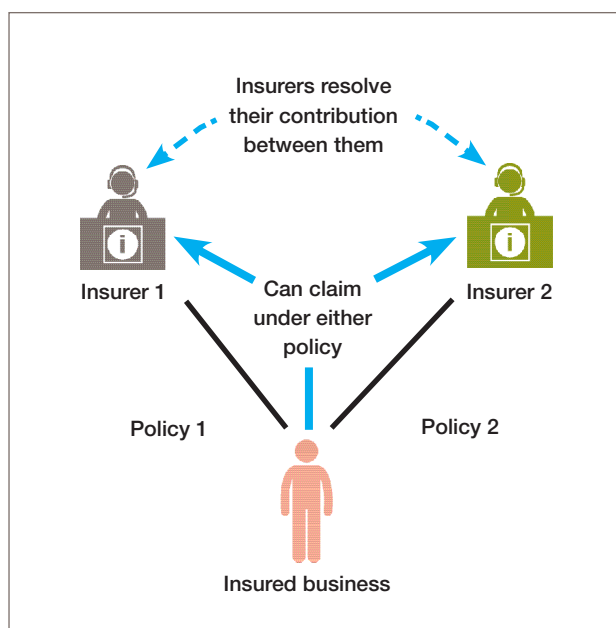 Insurers resolve
their contribution
between them
i
i
Insurer 1
Insurer 2
Can claim
under either
policy
Policy 1
Policy 2
Insured business